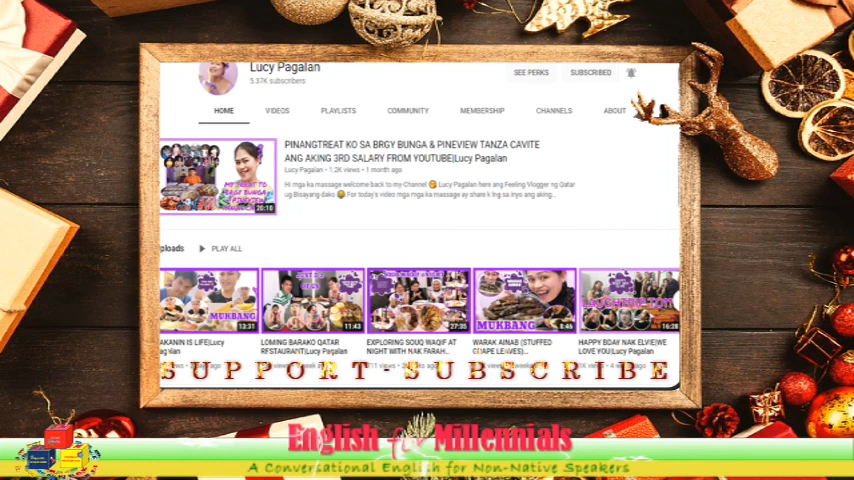 Lucy Pagalan
5.37K subscribers
SEE PERKS
SUBSCRIBED
HOME
VIDEOS
PLAYLISTS
COMMUNITY
MEMBERSHIP
CHANNELS
ABOUT
PINANGTREAT KO SA BRGY BUNGA & PINEVIEW TANZA CAVITE
ANG AKING 3RD SALARY FROM YOUTUBE|Lucy Pagalan
Lucy Pagalan • 1.2K views • 1 month ago
Hi mga ka massage welcome back to my Channel 😘 Lucy Pagalan here ang Feeling Vlogger ng Qatar
ug Bisayang dako 😂 For today's video mga mga ka massage ay share k lng sa inyo ang aking...
20:10
ploads
PLAY ALL
MUKBANG
13:31
11:43
27:35
MUKBANG
8:46
16:28
AKANIN IS LIFE|Lucy
LOMING BARAKO QATAR
RESTAURANT|Lucy Pagalan
EXPLORING SOUQ WAQIF AT
NIGHT WITH NAK FARAH...
WARAK AINAB (STUFFED
GRAPE LEAVES)...
HAPPY BDAY NAK ELVIE|WE
LOVE YOU|Lucy Pagalan
SUPPORT-SUBSCRIBE
English for Millennials
A Conversational English for Non-Native Speakers